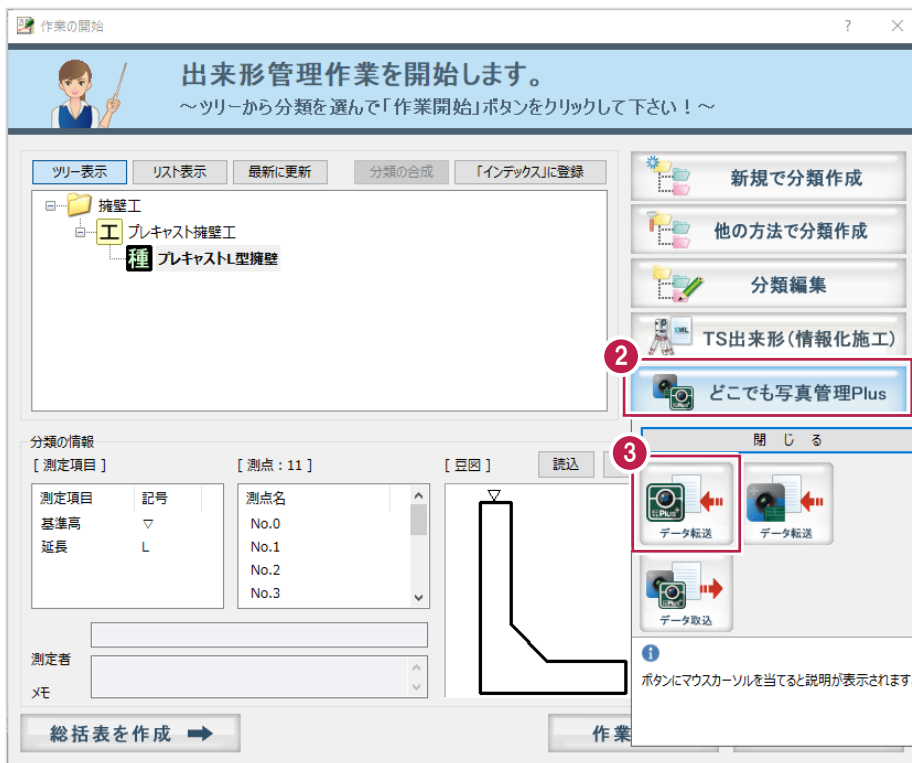 作業の開始
?
出来形管理作業を開始します。
～ツリーから分類を選んで「作業開始」ボタンをクリックして下さい！～
ツリー表示 リスト表示 最新に更新 分類の合成 「インデックス」に登録
擁壁工
工 プレキャスト擁壁工
種 プレキャストL型擁壁
新規で分類作成
他の方法で分類作成
分類編集
XML
TS出来形(情報化施工)
2
どこでも写真管理Plus
閉じる
3
Plus+
データ転送 データ転送
データ取込
ボタンにマウスカーソルを当てると説明が表示されます
分類の情報
[ 測定項目 ] [ 測点 : 11 ] [ 豆図 ] 読込
測定項目 記号
基準高 ▽
延長 L
測点名
No.0
No.1
No.2
No.3
測定者
メモ
総括表を作成
作業